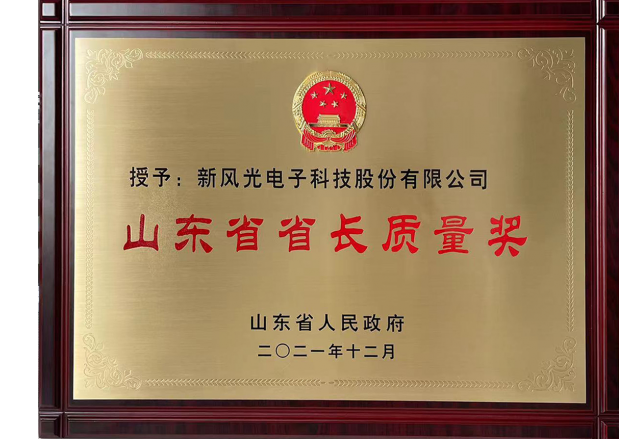 授予：新风光电子科技股份有限公司
山东省省长质量奖
山东省人民政府
二〇二一年十二月